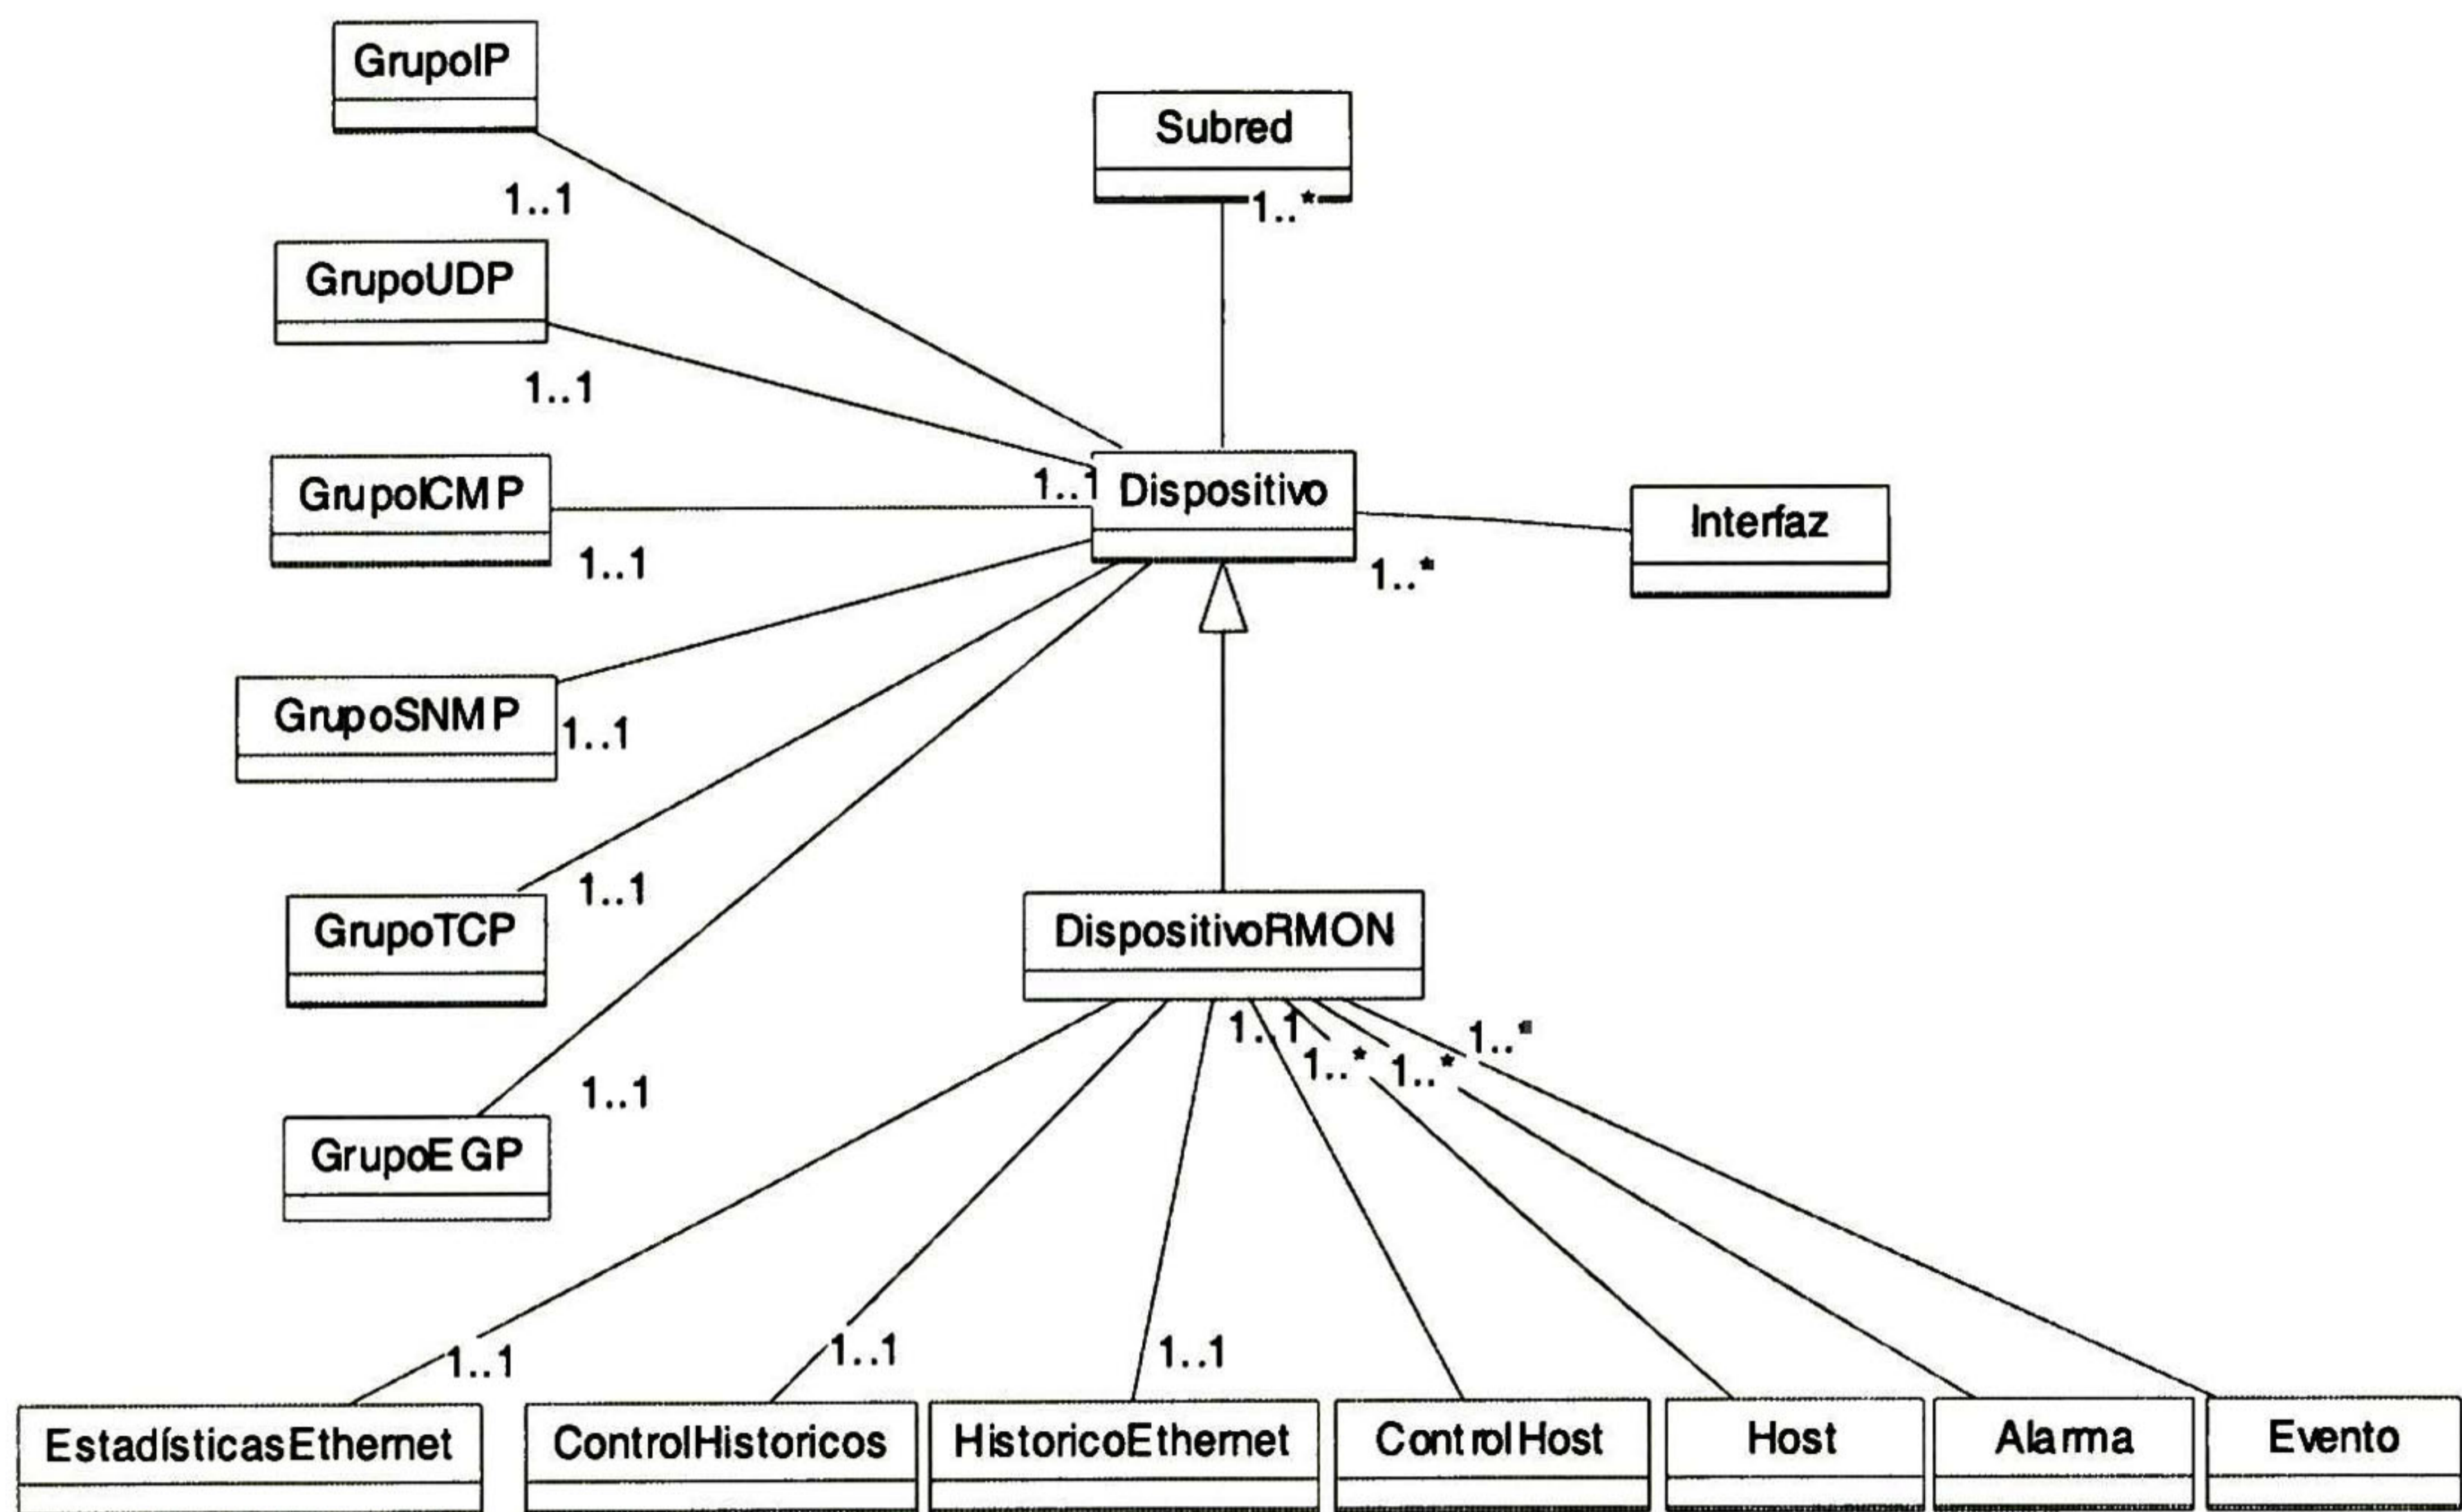 GrupoIP
Subred
1..*
1..1
GrupoUDP
1..1
GrupoICMP
1..1
Dispositivo
Interfaz
1..1
1..*
GrupoSNMP
1..1
GrupoTCP
1..1
DispositivoRMON
1..1
1..*
1..*
1..*
1..1
GrupoEGP
1..1
1..1
1..1
EstadísticasEthernet
ControlHistoricos
HistoricoEthernet
ControlHost
Host
Alarma
Evento